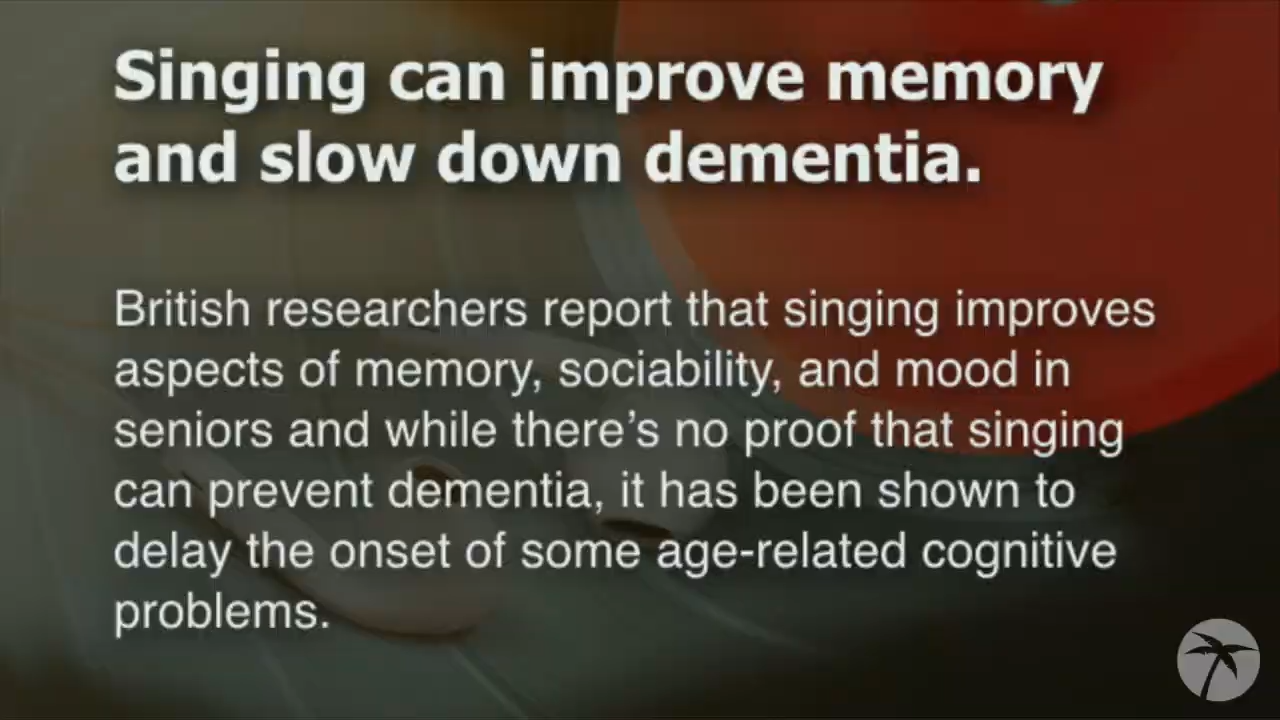 Singing can improve memory
and slow down dementia.
British researchers report that singing improves
aspects of memory, sociability, and mood in
seniors and while there’s no proof that singing
can prevent dementia, it has been shown to
delay the onset of some age-related cognitive
problems.